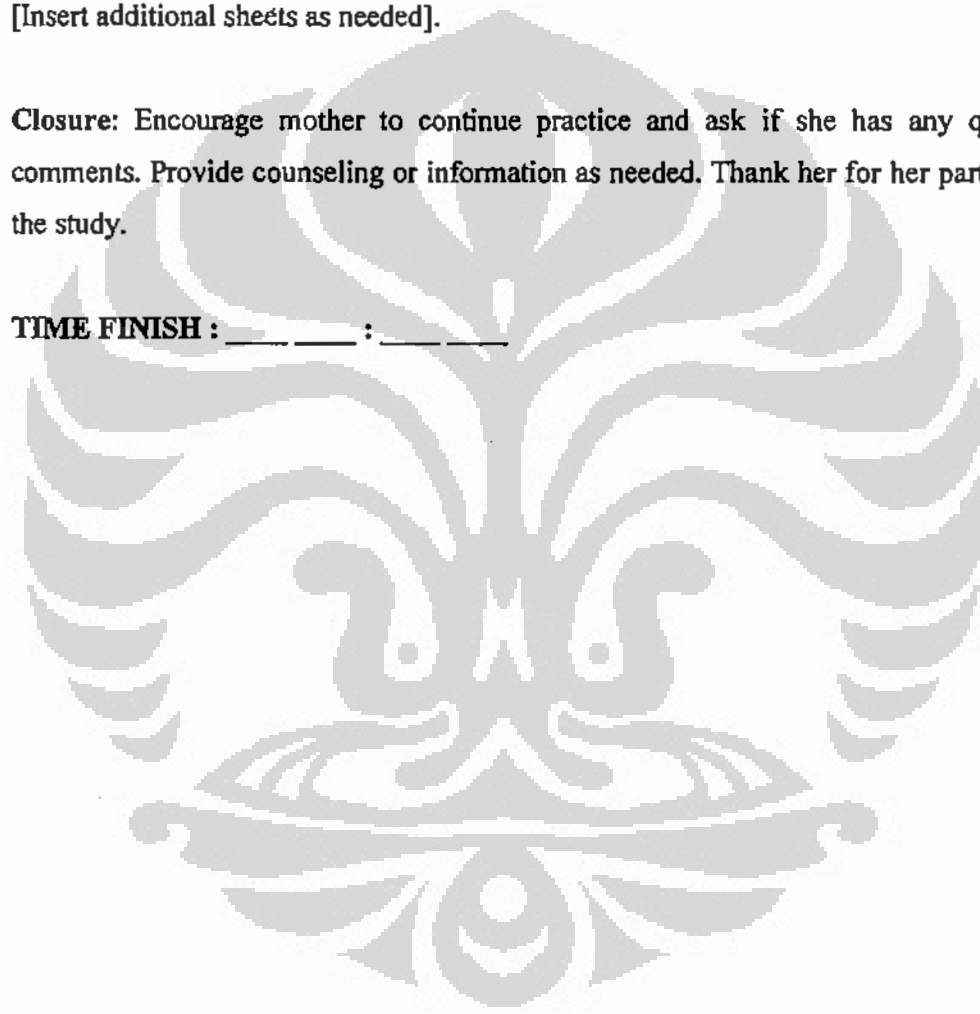 [Insert additional sheets as needed].
Closure: Encourage mother to continue practice and ask if she has any q
comments. Provide counseling or information as needed. Thank her for her par
the study.
TIME FINISH : ___ ___ : ___ ___